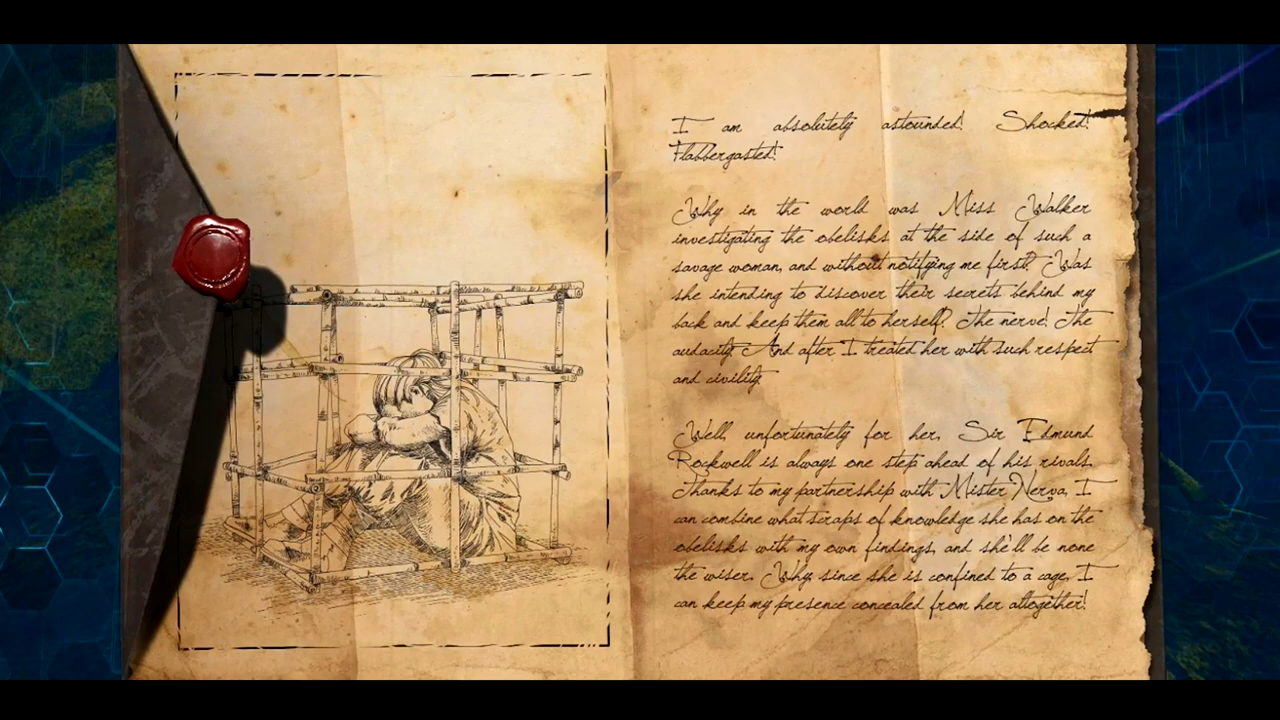 I am absolutely astounded! Shocked!
Flabbergasted!
Why in the world was Miss Walker
investigating the obelisks at the side of such a
savage woman, and without notifying me first? Was
she intending to discover their secrets behind my
back and keep them all to herself? The nerve! The
audacity! And after I treated her with such respect
and civility.
Well, unfortunately for her, Sir Edmund
Rockwell is always one step ahead of his rivals.
Thanks to my partnership with Mister Nerva, I
can combine what scraps of knowledge she has on the
obelisks with my own findings, and she'll be none
the wiser. Why, since she is confined to a cage, I
can keep my presence concealed from her altogether!